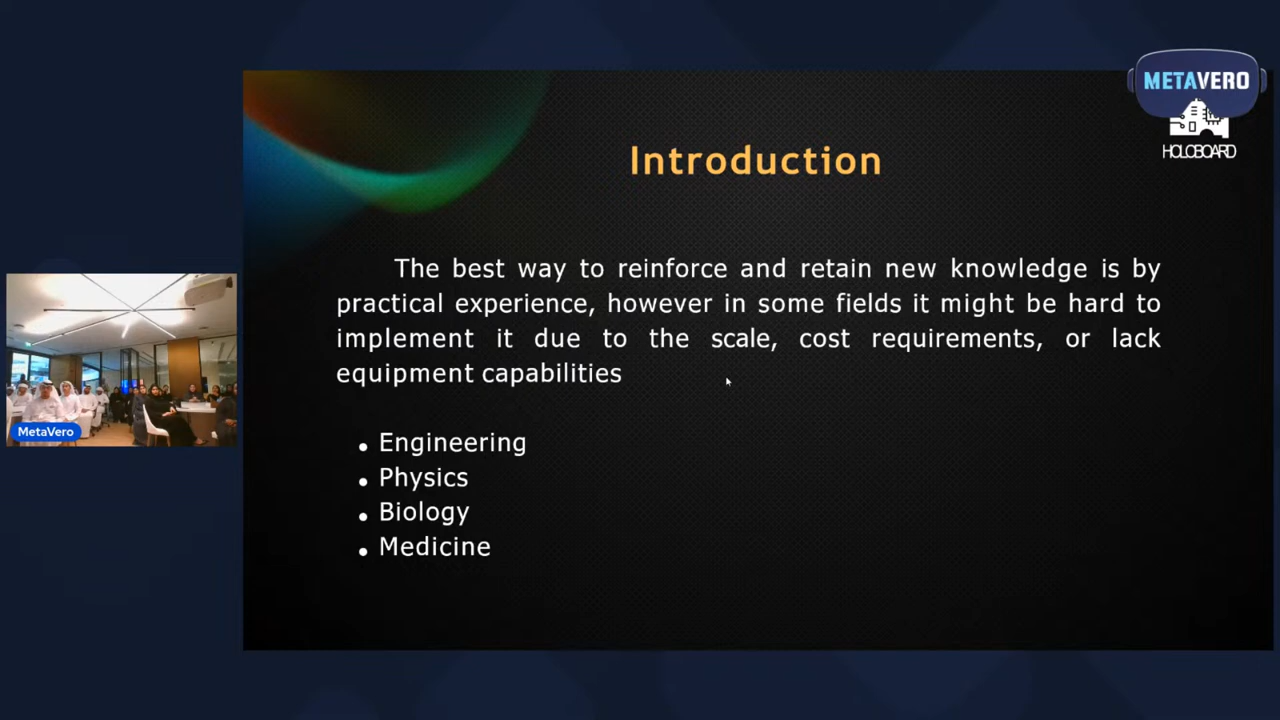 METAVERO
HOLOBOARD
Introduction
The best way to reinforce and retain new knowledge is by
practical experience, however in some fields it might be hard to
implement it due to the scale, cost requirements, or lack
equipment capabilities
• Engineering
• Physics
• Biology
• Medicine
MetaVero